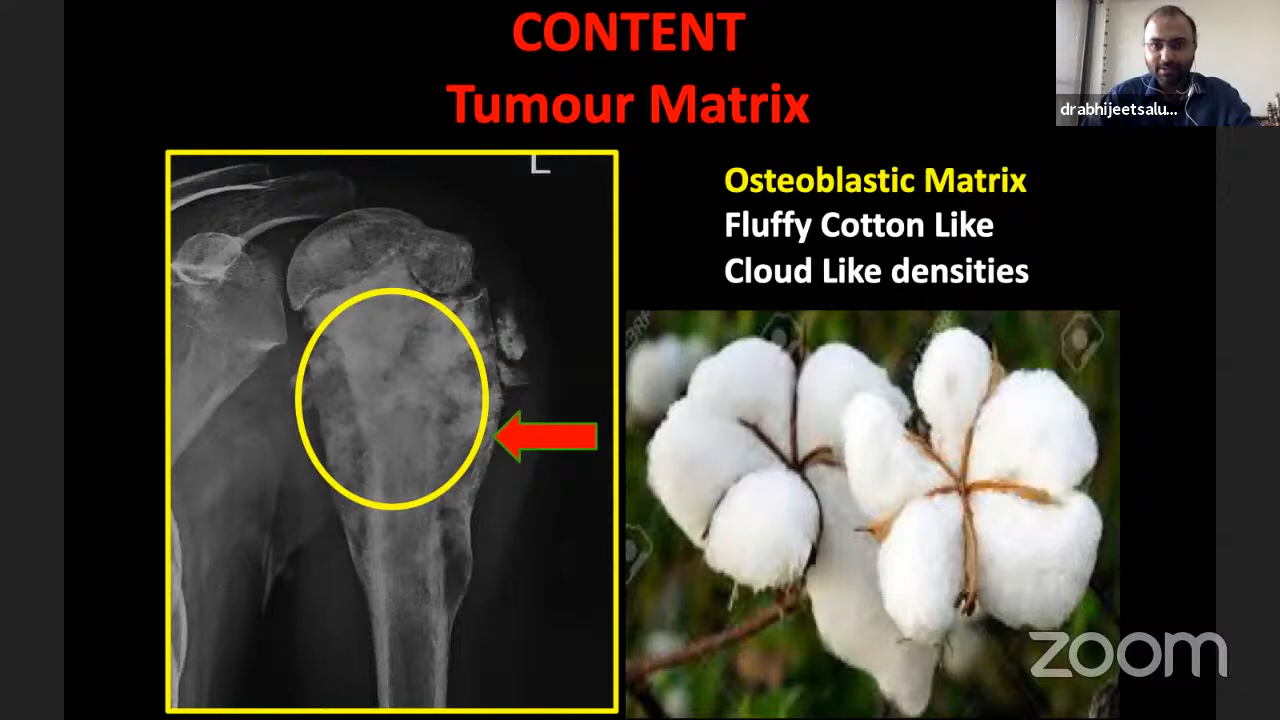 CONTENT
Tumour Matrix
drabhijeetsalu...
L
Osteoblastic Matrix
Fluffy Cotton Like
Cloud Like densities
zoom